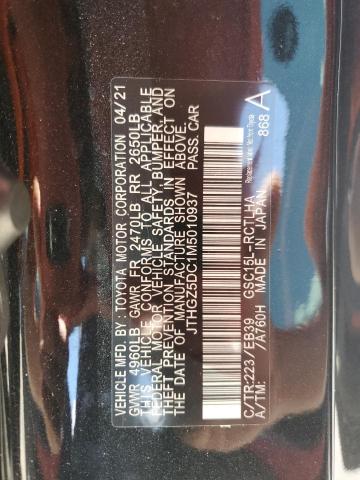 VEHICLE MFD. BY: TOYOTA MOTOR CORPORATION 04/21
GVWR 4960LB GAWR FR 2470LB RR 2650LB
THIS VEHICLE CONFORMS TO ALL APPLICABLE
FEDERAL MOTOR VEHICLE SAFETY, BUMPER, AND
THEFT PREVENTION STANDARDS IN EFFECT ON
THE DATE OF MANUFACTURE SHOWN ABOVE.
JTHGZ5DC1M5010937 PASS. CAR
C/TR:223/EB39 GSC15L-RCTLHA
A/TM: /A760H MADE IN JAPAN
868
A